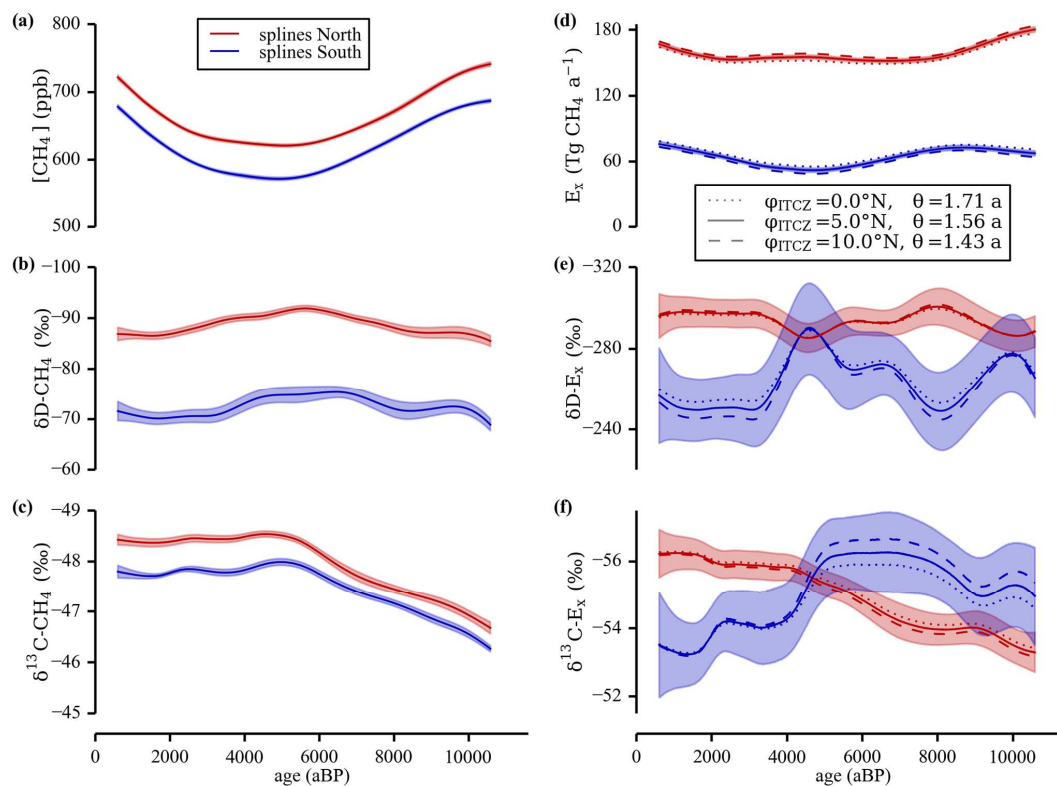 (a)
800
700
600
500
[CH₄] (ppb)
splines North
splines South
(b)
−100
−90
−80
−70
−60
δD-CH₄ (‰)
(c)
−49
−48
−47
−46
−45
δ¹³C-CH₄ (‰)
0 2000 4000 6000 8000 10000
age (aBP)
(d)
180
120
60
0
Eₓ (Tg CH₄ a⁻¹)
φ_ITCZ=0.0°N, θ=1.71 a
φ_ITCZ=5.0°N, θ=1.56 a
φ_ITCZ=10.0°N, θ=1.43 a
(e)
−320
−280
−240
δD-Eₓ (‰)
(f)
−56
−54
−52
δ¹³C-Eₓ (‰)
0 2000 4000 6000 8000 10000
age (aBP)